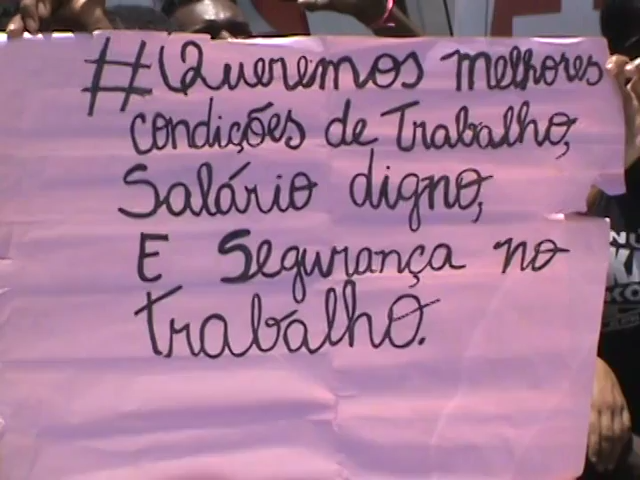 #Queremos melhores
condições de Trabalho,
Salário digno,
E Segurança no
Trabalho.